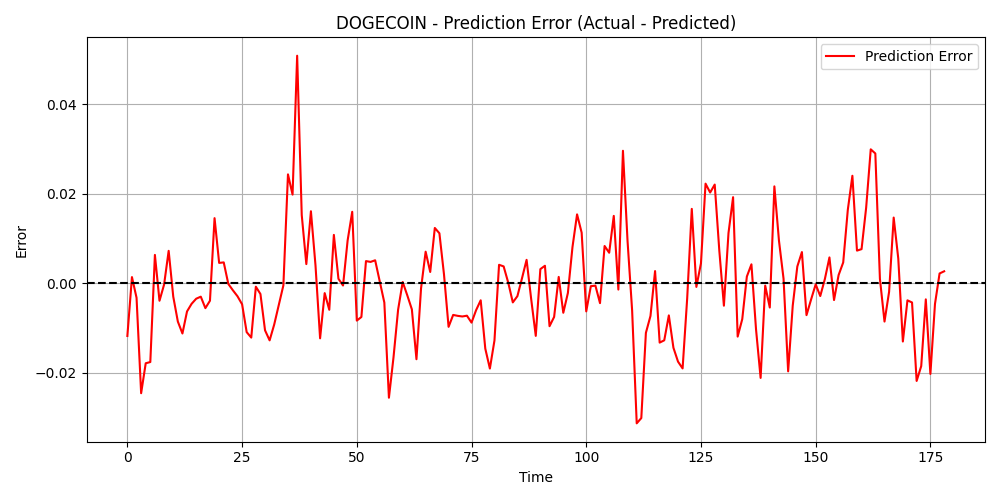 DOGECOIN - Prediction Error (Actual - Predicted)
Prediction Error
0.04
0.02
0.00
−0.02
Error
0 25 50 75 100 125 150 175
Time